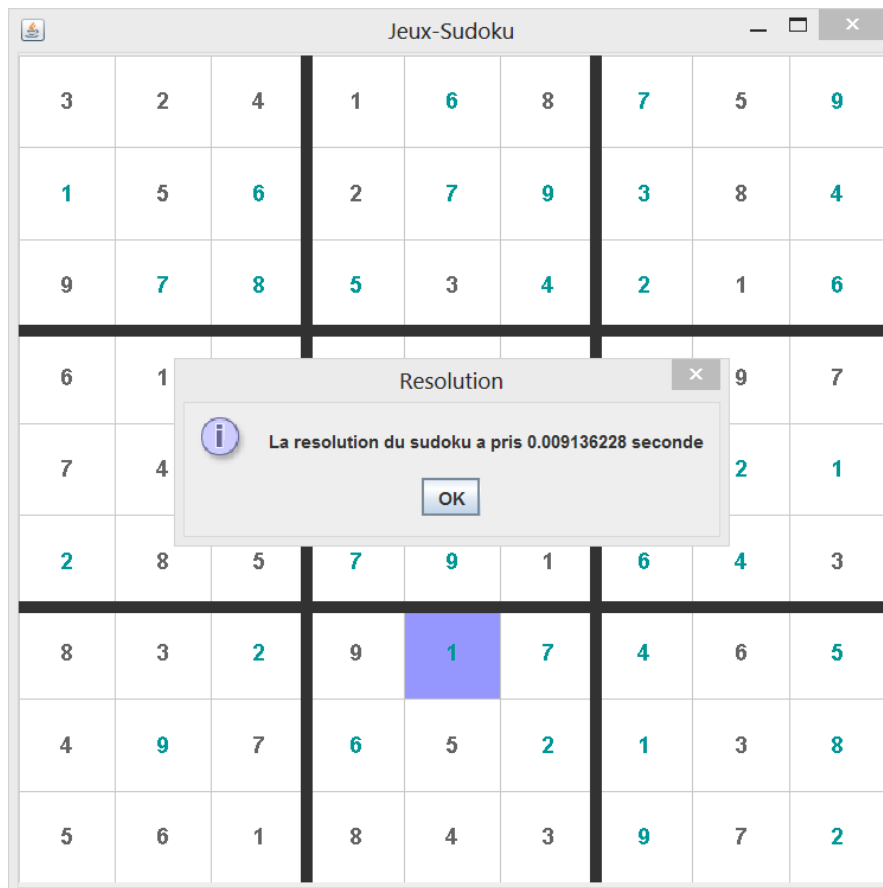 Jeux-Sudoku
3 2 4 1 6 8 7 5 9
1 5 6 2 7 9 3 8 4
9 7 8 5 3 4 2 1 6
6 1 9 7
Resolution
La resolution du sudoku a pris 0.009136228 seconde
7 4 2 1
OK
2 8 5 7 9 1 6 4 3
8 3 2 9 1 7 4 6 5
4 9 7 6 5 2 1 3 8
5 6 1 8 4 3 9 7 2